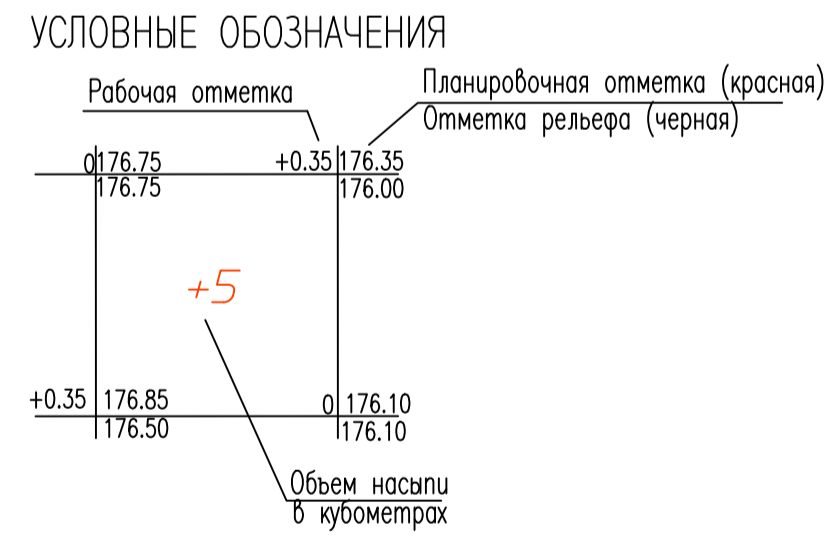 УСЛОВНЫЕ ОБОЗНАЧЕНИЯ
Рабочая отметка
Планировочная отметка (красная)
Отметка рельефа (черная)
0 176.75
176.75
+0.35 176.35
176.00
+5
+0.35 176.85
176.50
0 176.10
176.10
Объем насыпи
в кубометрах